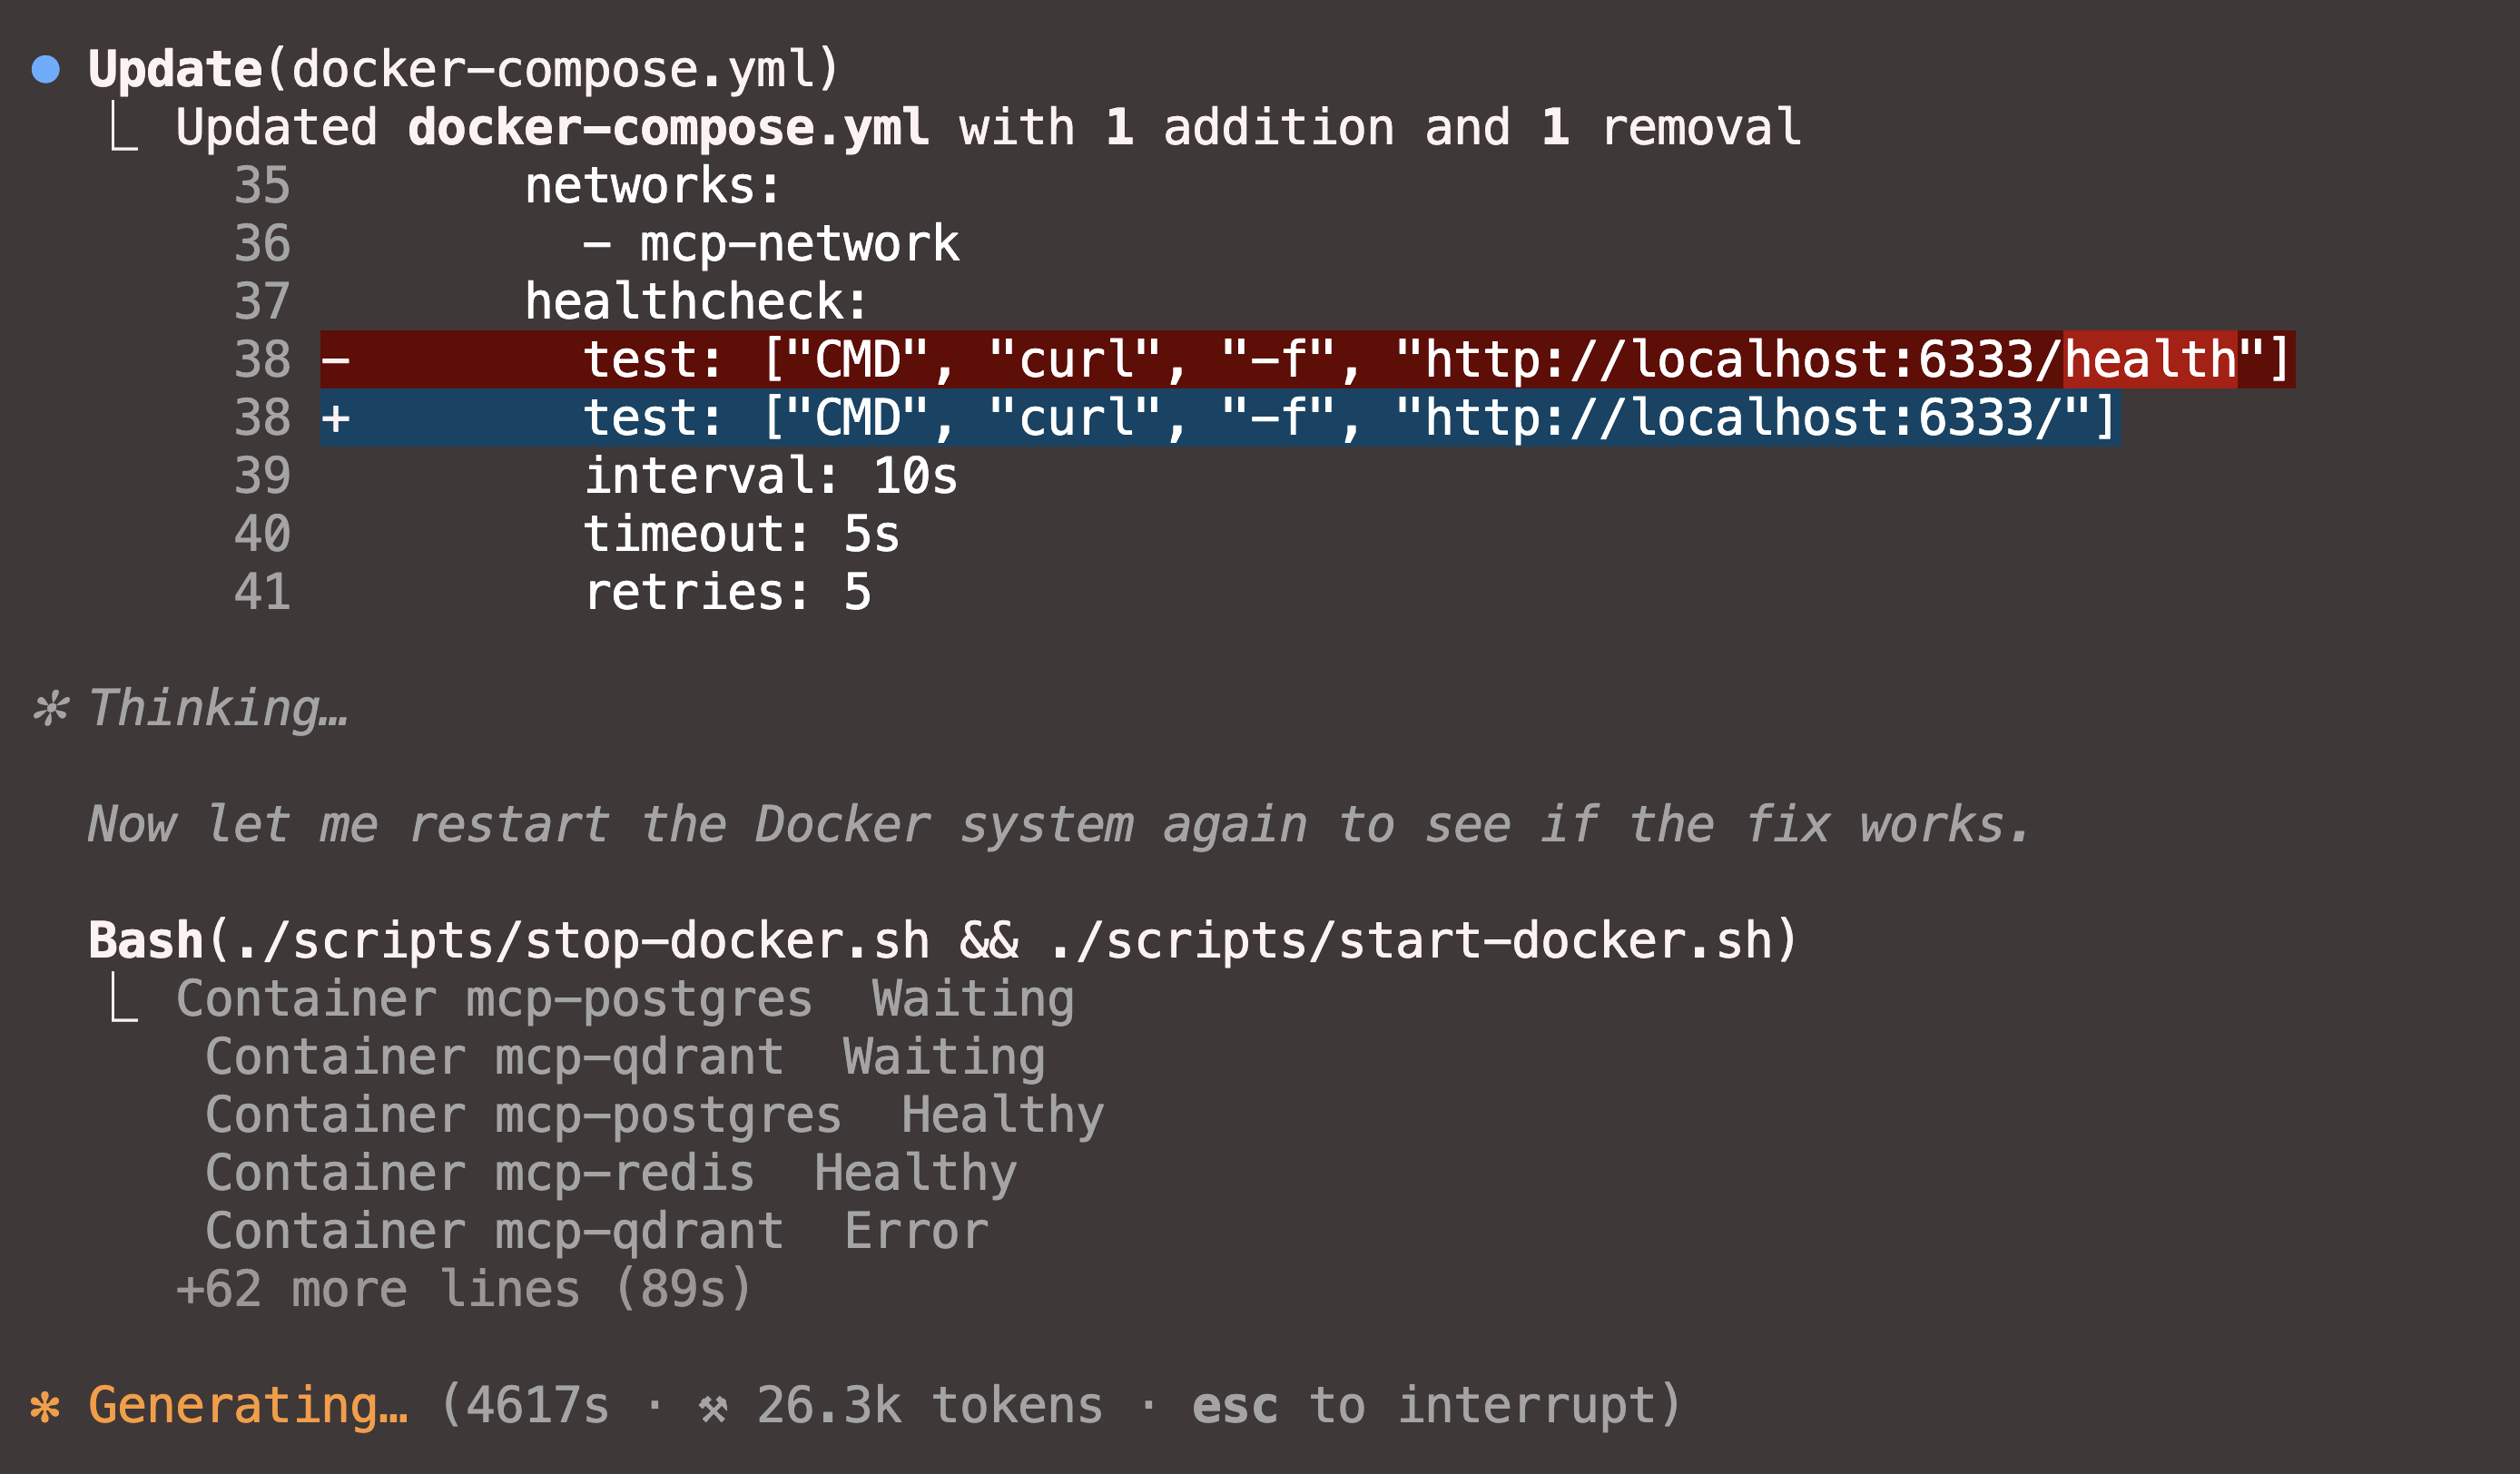 ● Update(docker-compose.yml)
⎿ Updated docker-compose.yml with 1 addition and 1 removal
35         networks:
36           - mcp-network
37         healthcheck:
38 -         test: ["CMD", "curl", "-f", "http://localhost:6333/health"]
38 +         test: ["CMD", "curl", "-f", "http://localhost:6333/"]
39           interval: 10s
40           timeout: 5s
41           retries: 5
✻ Thinking…
Now let me restart the Docker system again to see if the fix works.
Bash(./scripts/stop-docker.sh && ./scripts/start-docker.sh)
⎿ Container mcp-postgres  Waiting
Container mcp-qdrant  Waiting
Container mcp-postgres  Healthy
Container mcp-redis  Healthy
Container mcp-qdrant  Error
+62 more lines (89s)
✻ Generating… (4617s · ⚒ 26.3k tokens · esc to interrupt)